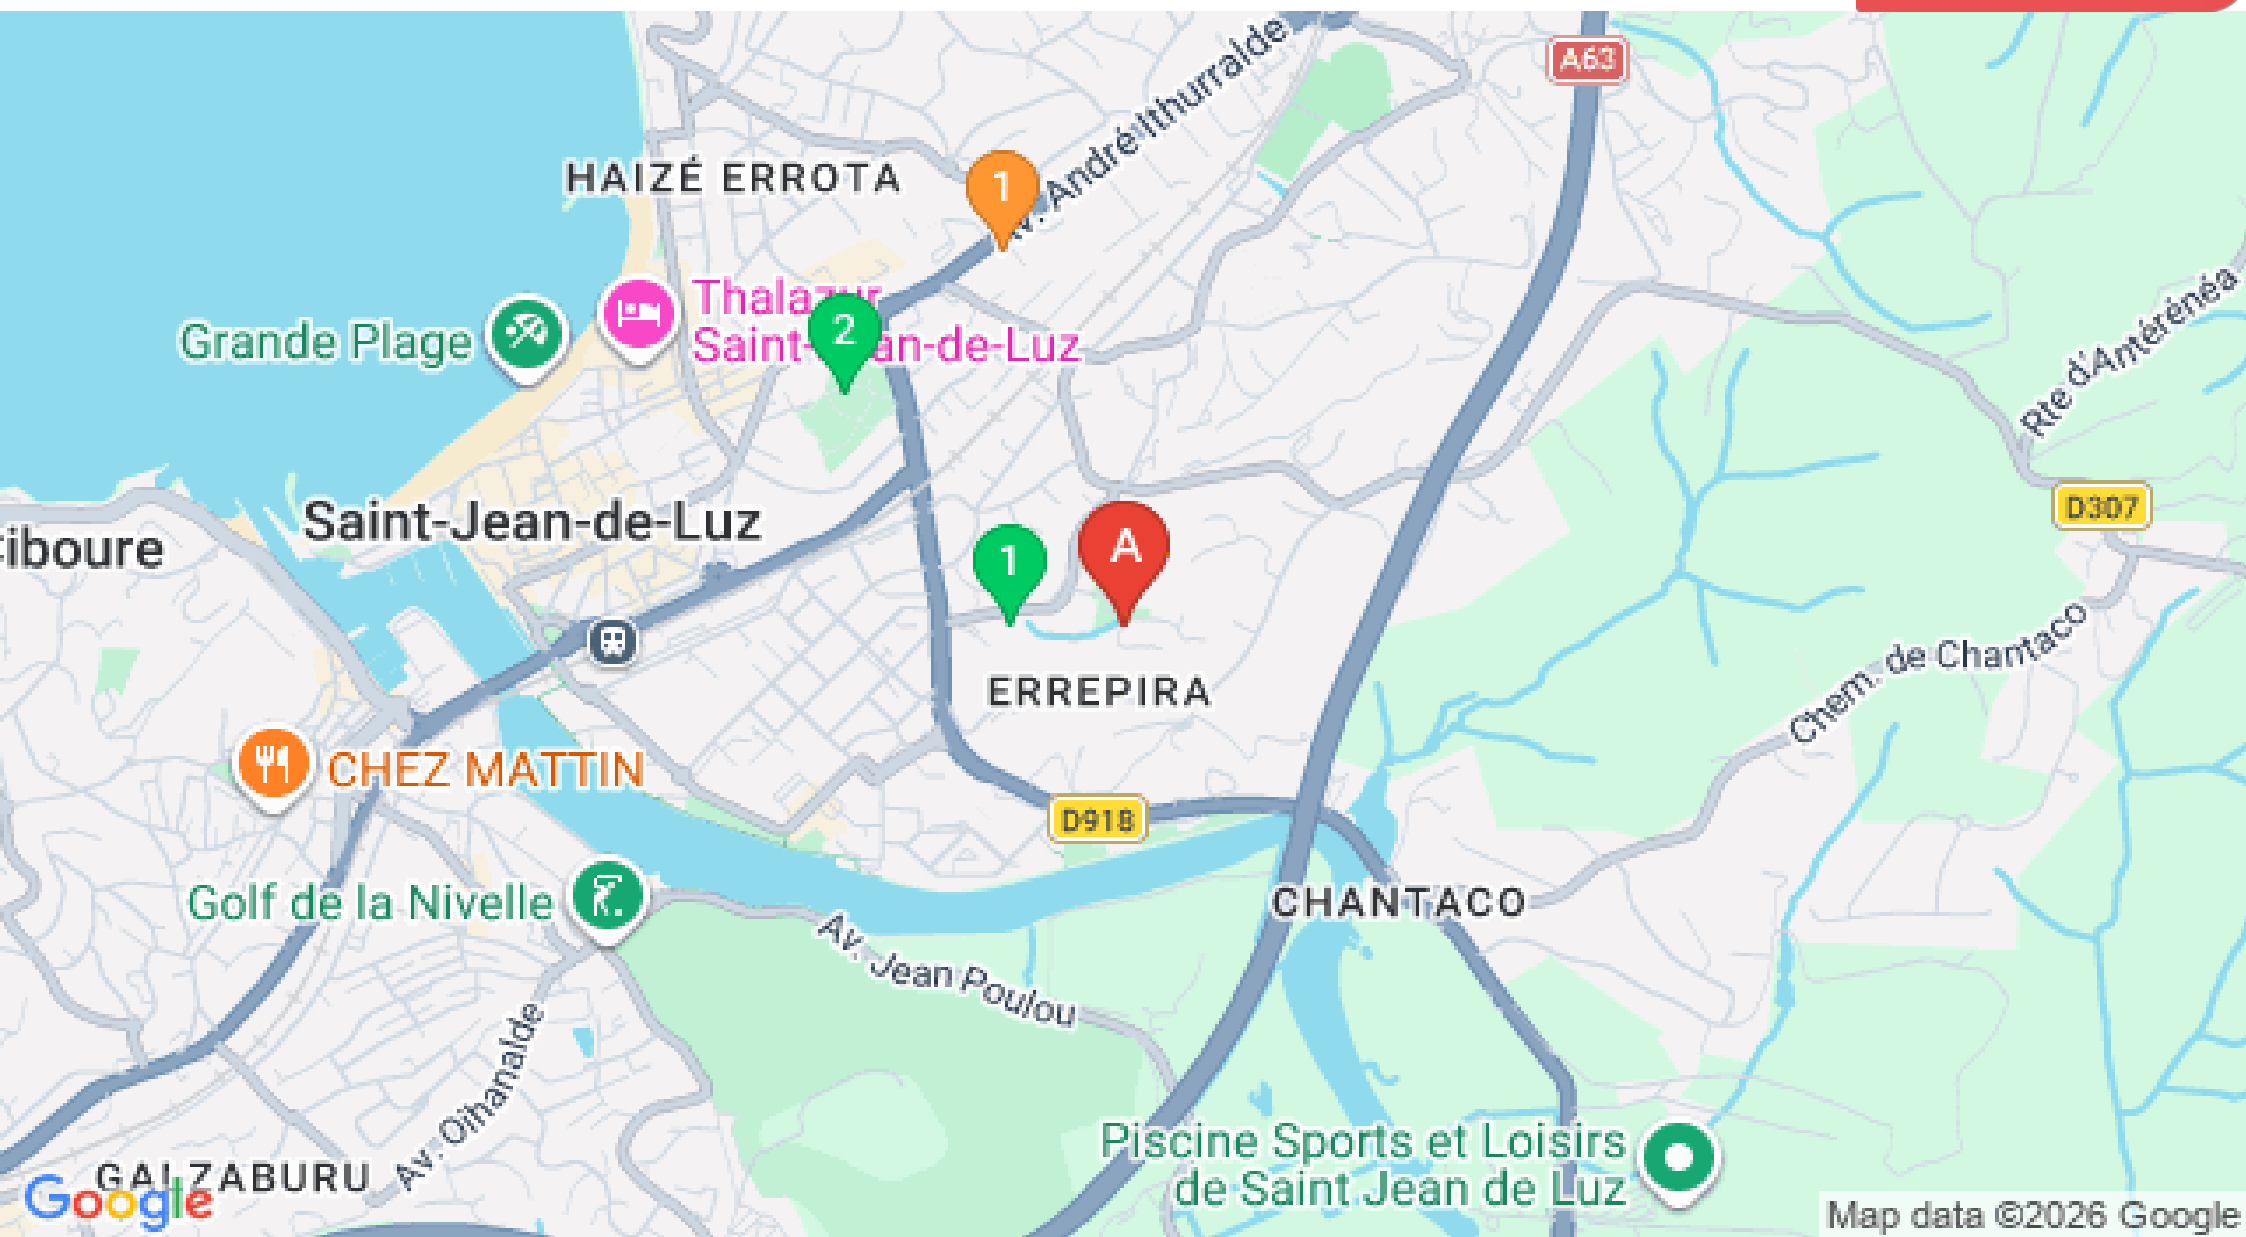 A63
Av. André Ithurralde
HAIZÉ ERROTA
1
Thalazur
Saint-Jean-de-Luz
2
Grande Plage
Rte d'Antérénéa
D307
Saint-Jean-de-Luz
iboure
1
A
Chem. de Chantaco
ERREPIRA
CHEZ MATTIN
D918
Golf de la Nivelle
CHANTACO
Av. Jean Poulou
Av. Oihanalde
Piscine Sports et Loisirs
de Saint Jean de Luz
GALZABURU
Google
Map data ©2026 Google